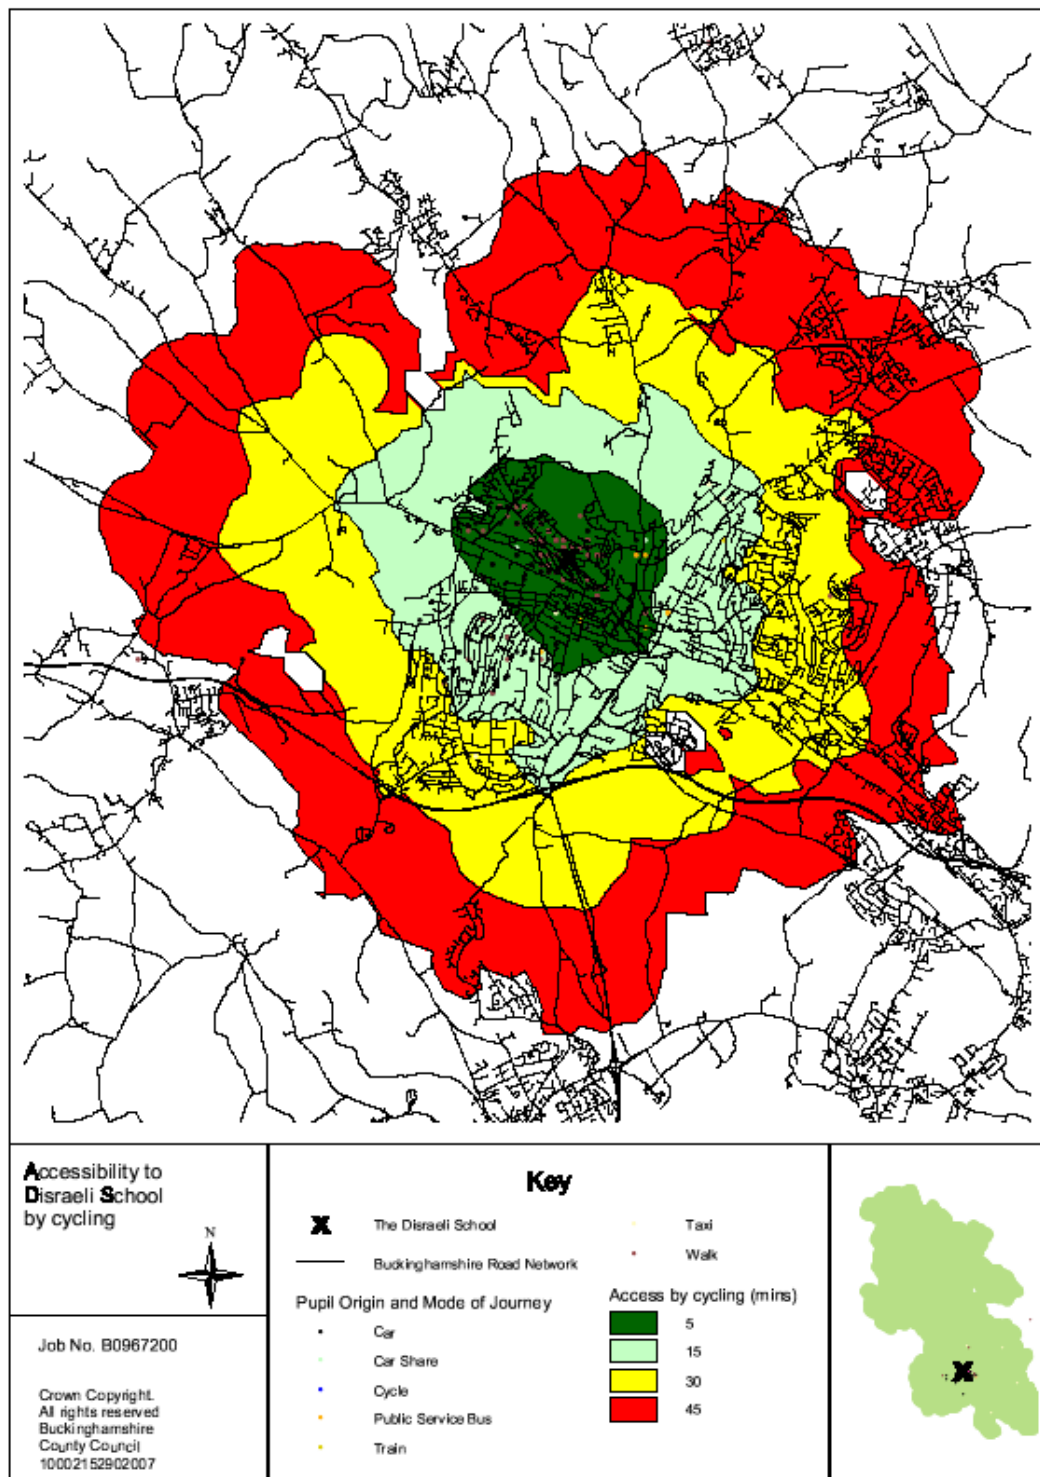 Accessibility to
Disraeli School
by cycling
N
Job No. B0967200
Crown Copyright.
All rights reserved
Buckinghamshire
County Council
10002152902007
Key
X The Disraeli School
Buckinghamshire Road Network
Pupil Origin and Mode of Journey
Car
Car Share
Cycle
Public Service Bus
Train
Taxi
Walk
Access by cycling (mins)
5
15
30
45
X